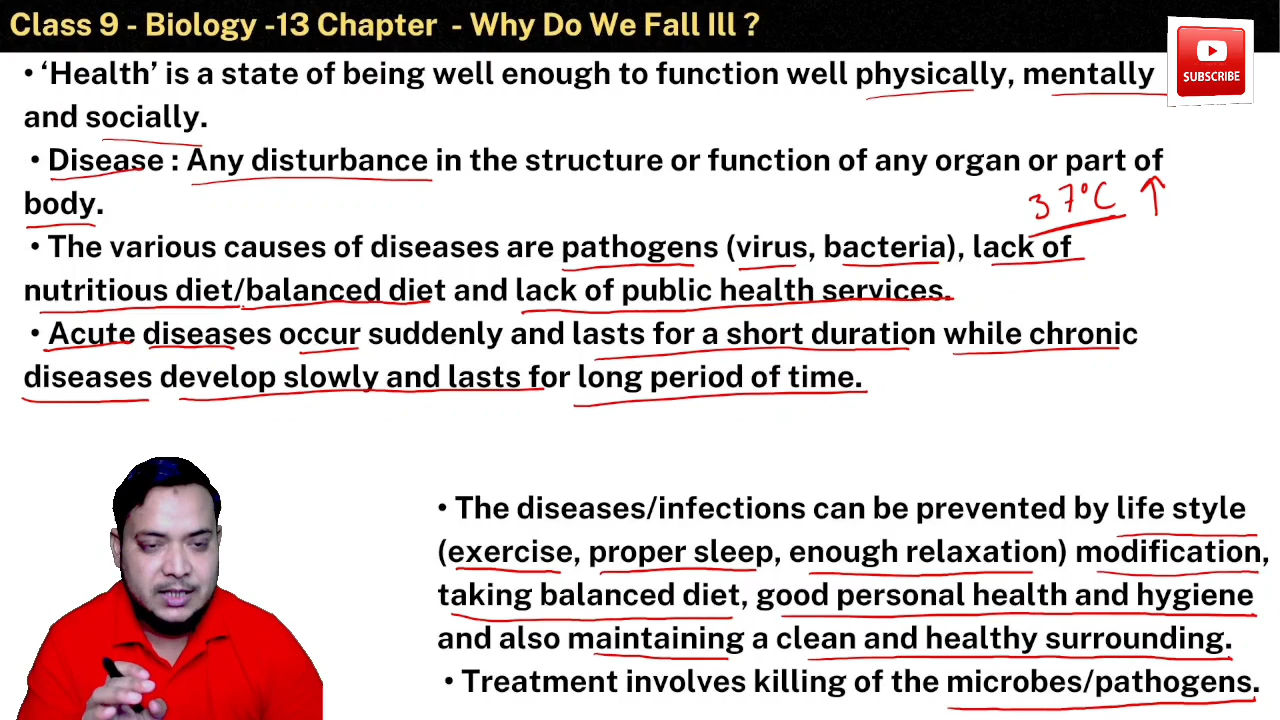 Class 9 - Biology -13 Chapter - Why Do We Fall Ill ?
SUBSCRIBE
• ‘Health’ is a state of being well enough to function well physically, mentally
and socially.
• Disease : Any disturbance in the structure or function of any organ or part of
body.
37°C ↑
• The various causes of diseases are pathogens (virus, bacteria), lack of
nutritious diet/balanced diet and lack of public health services.
• Acute diseases occur suddenly and lasts for a short duration while chronic
diseases develop slowly and lasts for long period of time.
• The diseases/infections can be prevented by life style
(exercise, proper sleep, enough relaxation) modification,
taking balanced diet, good personal health and hygiene
and also maintaining a clean and healthy surrounding.
• Treatment involves killing of the microbes/pathogens.